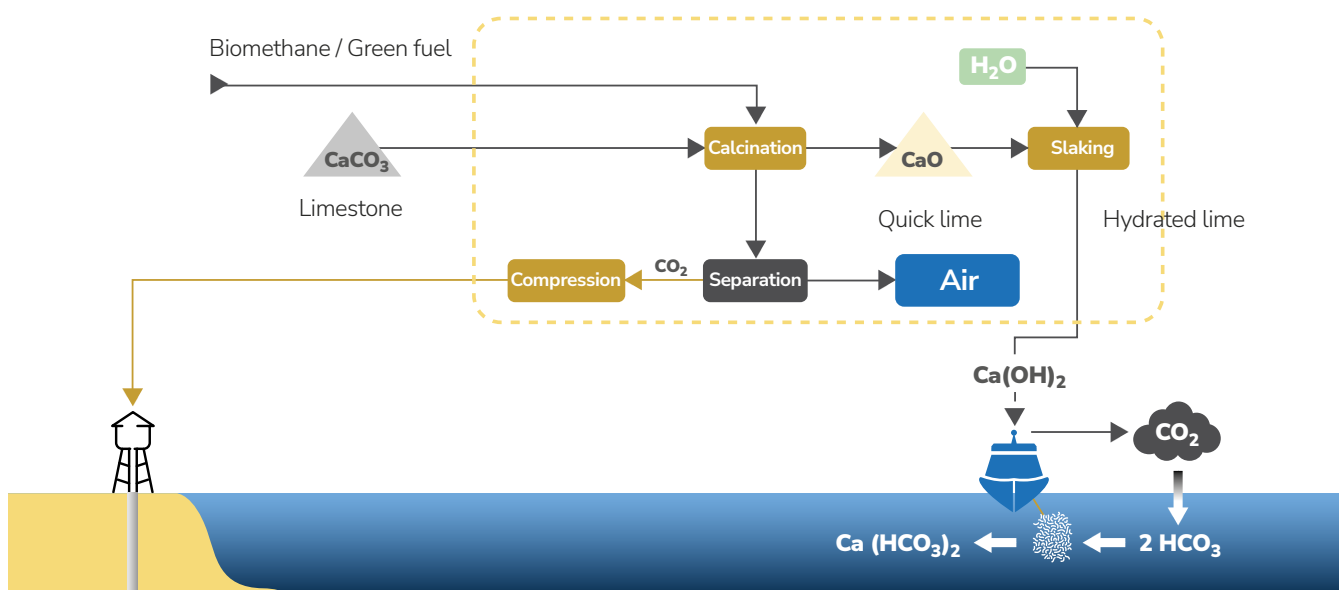 Biomethane / Green fuel
H₂O
CaCO₃
Calcination
CaO
Slaking
Limestone
Quick lime
Hydrated lime
Compression
CO₂
Separation
Air
Ca(OH)₂
CO₂
Ca (HCO₃)₂
2 HCO₃